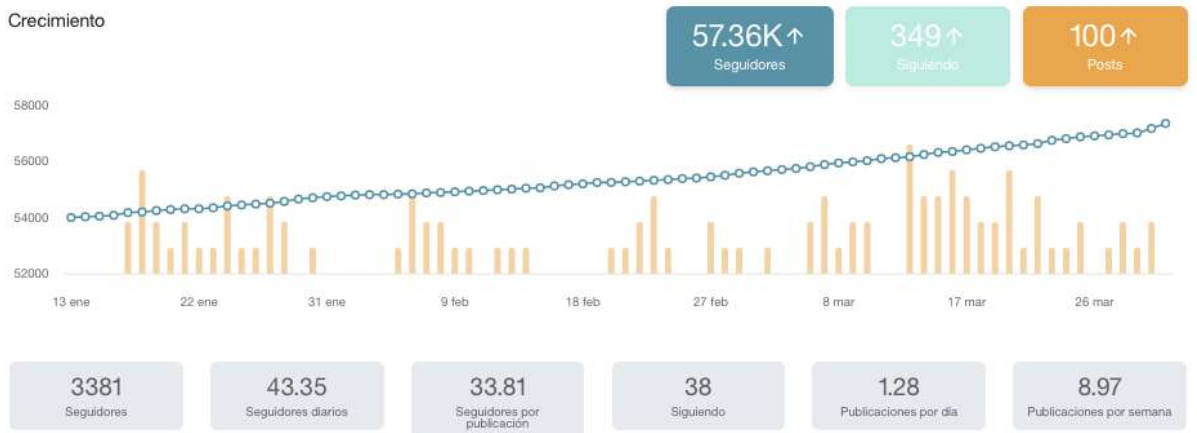 Crecimiento
57.36K↑
Seguidores
349↑
Siguiendo
100↑
Posts
58000
56000
54000
52000
13 ene
22 ene
31 ene
9 feb
18 feb
27 feb
8 mar
17 mar
26 mar
3381
Seguidores
43.35
Seguidores diarios
33.81
Seguidores por
publicación
38
Siguiendo
1.28
Publicaciones por día
8.97
Publicaciones por semana